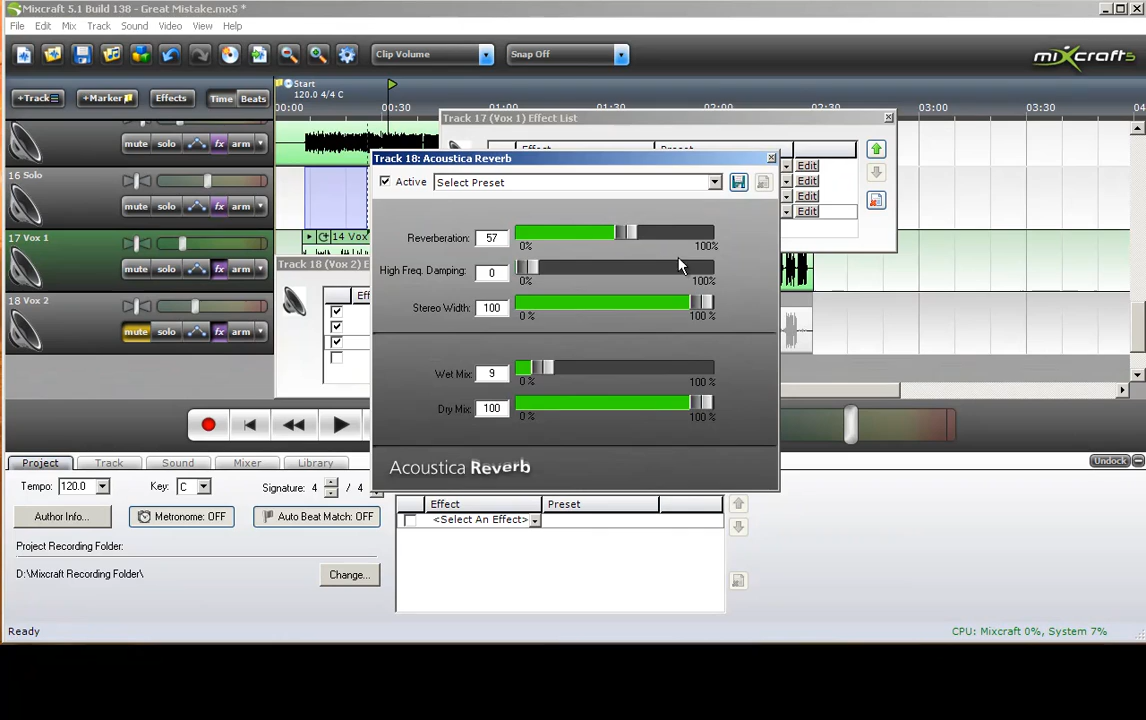 Mixcraft 5.1 Build 138 - Great Mistake.mx5 *
File Edit Mix Track Sound Video View Help
Clip Volume Snap Off mixcraft5
+Track +Marker Effects Time Beats
Start
120.0 4/4 C
00:00 00:30 01:00 01:30 02:00 02:30 03:00 03:30 04
Track 17 (Vox 1) Effect List
Effect Preset
Edit
Edit
Edit
Edit
Track 18: Acoustica Reverb
Active Select Preset
Reverberation: 57
0% 100%
High Freq. Damping: 0
0% 100%
Stereo Width: 100
0 % 100 %
Wet Mix: 9
0 % 100 %
Dry Mix: 100
0 % 100 %
Acoustica Reverb
mute solo fx arm
16 Solo
mute solo fx arm
17 Vox 1
14 Vox
mute solo fx arm
18 Vox 2
mute solo fx arm
Track 18 (Vox 2)
Project Track Sound Mixer Library Undock
Tempo: 120.0 Key: C Signature: 4 / 4
Author Info... Metronome: OFF Auto Beat Match: OFF
Project Recording Folder:
D:\Mixcraft Recording Folder\ Change...
Effect Preset
<Select An Effect>
Ready CPU: Mixcraft 0%, System 7%